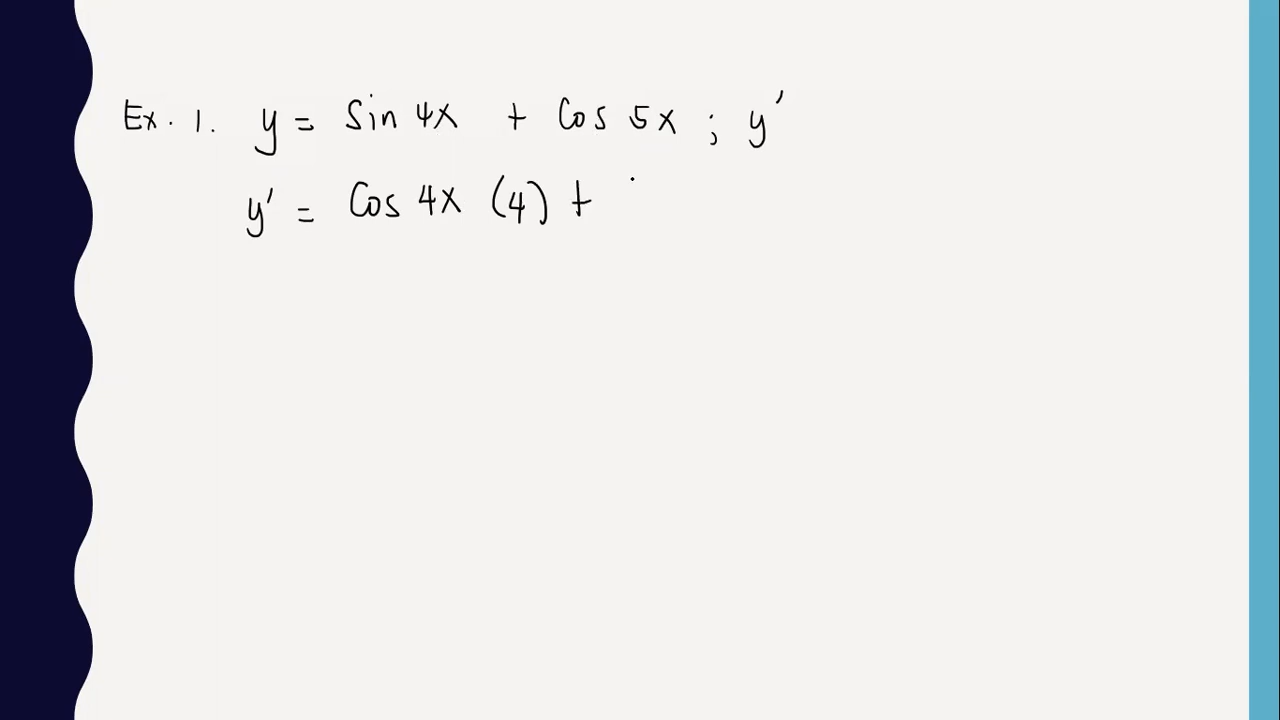 Ex. 1. y = Sin 4x + Cos 5x ; y'
y' = Cos 4x (4) +